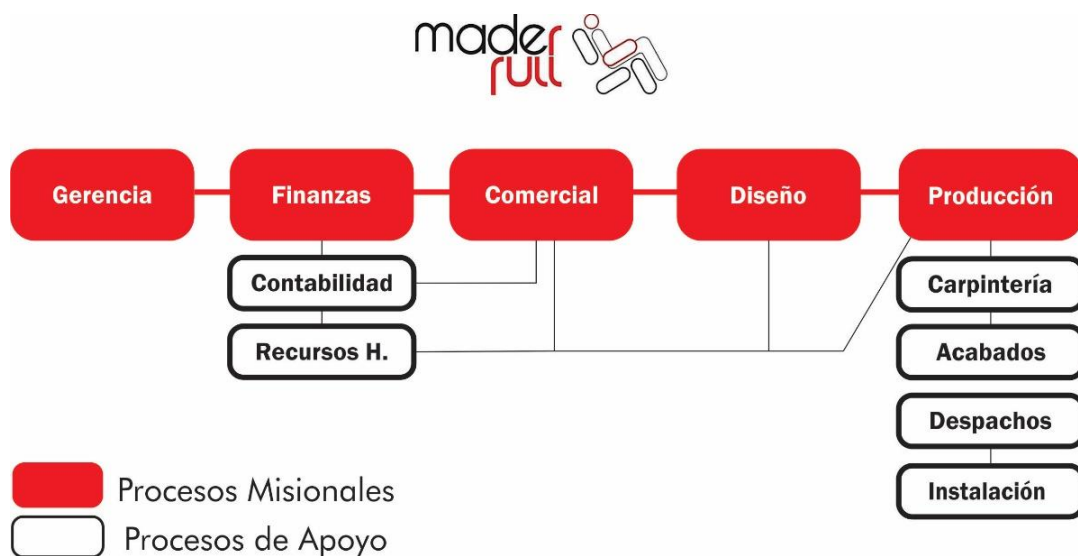 mader
rull
Gerencia
Finanzas
Comercial
Diseño
Producción
Contabilidad
Carpintería
Recursos H.
Acabados
Despachos
Instalación
Procesos Misionales
Procesos de Apoyo